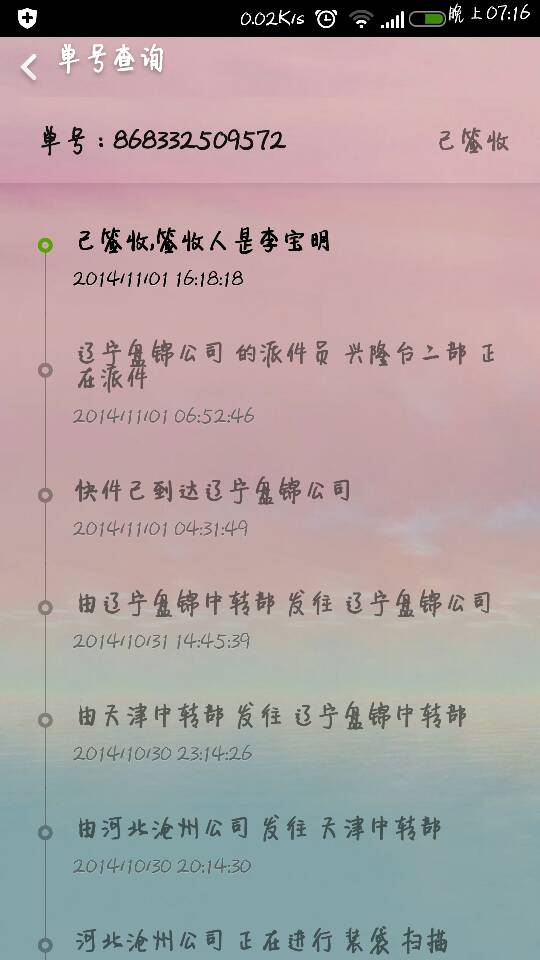 0.02K/s 晚上07:16
单号查询
单号：868332509572 已签收
已签收,签收人是李宝明
2014/11/01 16:18:18
辽宁盘锦公司 的派件员 兴隆台二部 正
在派件
2014/11/01 06:52:46
快件已到达辽宁盘锦公司
2014/11/01 04:31:49
由辽宁盘锦中转部 发往 辽宁盘锦公司
2014/10/31 14:45:39
由天津中转部 发往 辽宁盘锦中转部
2014/10/30 23:14:26
由河北沧州公司 发往 天津中转部
2014/10/30 20:14:30
河北沧州公司 正在进行 装袋 扫描